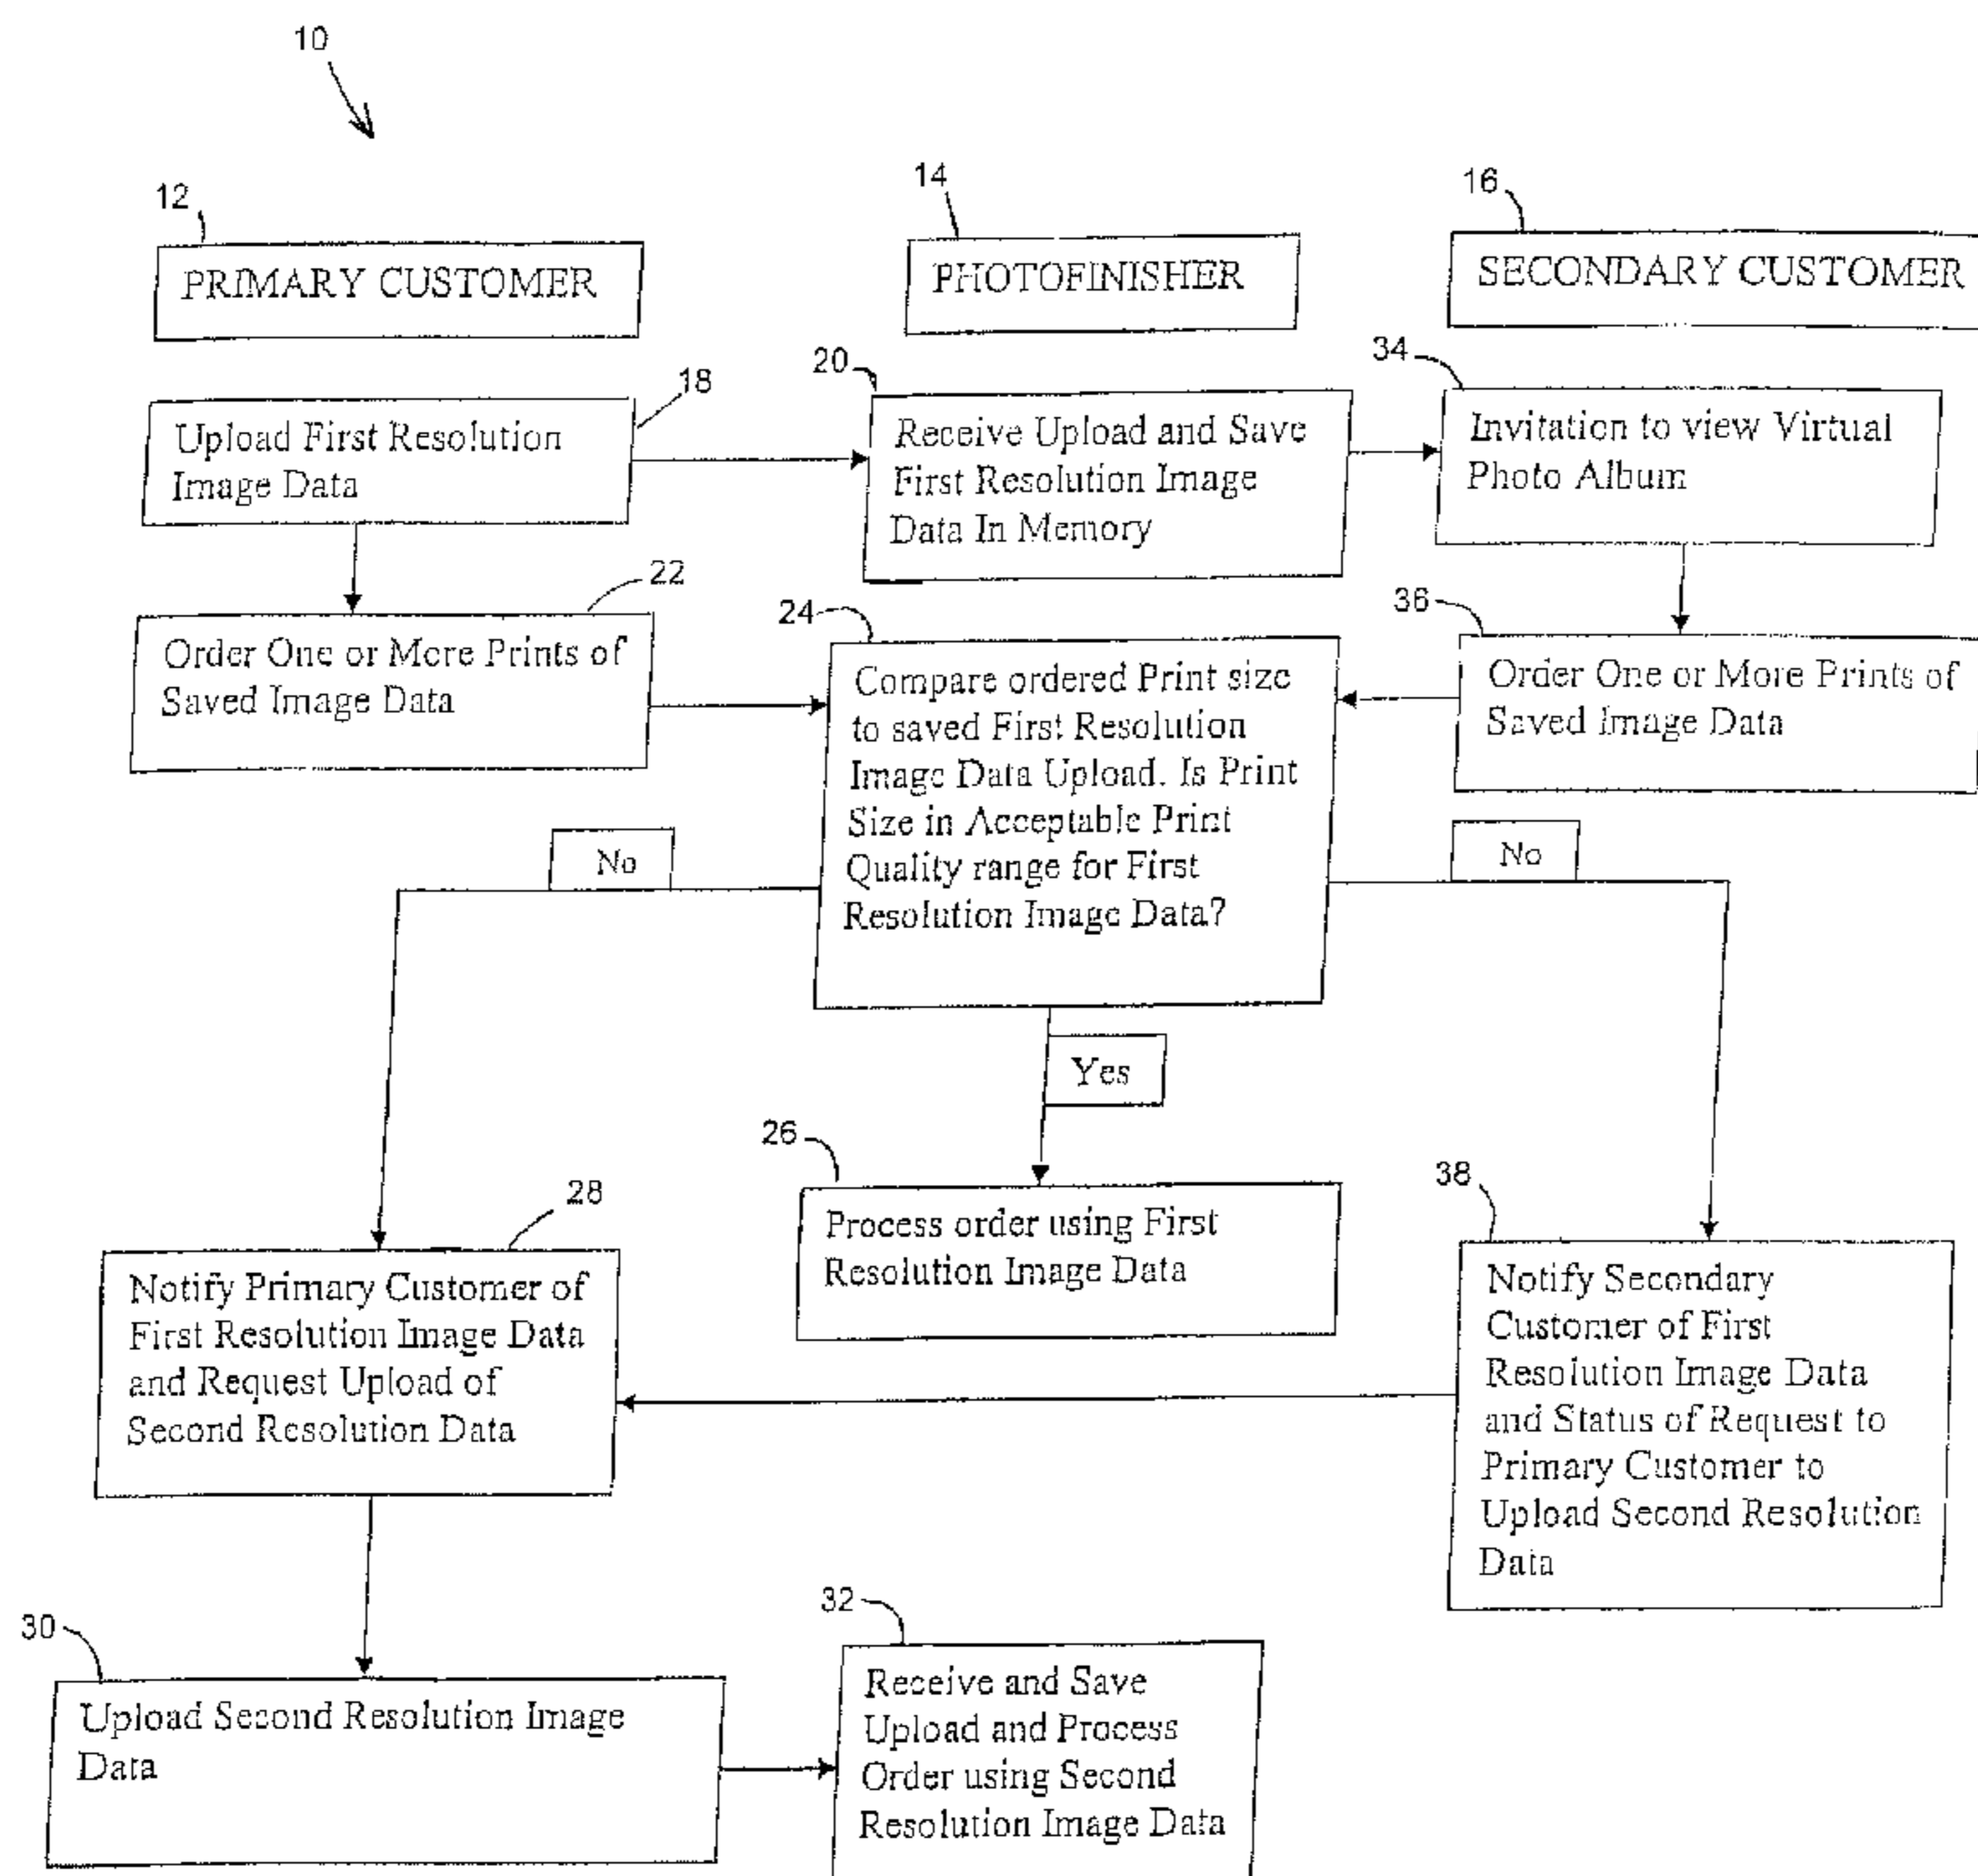 10
12
14
16
PRIMARY CUSTOMER
PHOTOFINISHER
SECONDARY CUSTOMER
18
20
34
Upload First Resolution
Image Data
Receive Upload and Save
First Resolution Image
Data In Memory
Invitation to view Virtual
Photo Album
22
24
36
Order One or More Prints of
Saved Image Data
Compare ordered Print size
to saved First Resolution
Image Data Upload. Is Print
Size in Acceptable Print
Quality range for First
Resolution Image Data?
Order One or More Prints of
Saved Image Data
No
No
Yes
26
28
38
Process order using First
Resolution Image Data
Notify Primary Customer of
First Resolution Image Data
and Request Upload of
Second Resolution Data
Notify Secondary
Customer of First
Resolution Image Data
and Status of Request to
Primary Customer to
Upload Second Resolution
Data
30
32
Upload Second Resolution Image
Data
Receive and Save
Upload and Process
Order using Second
Resolution Image Data